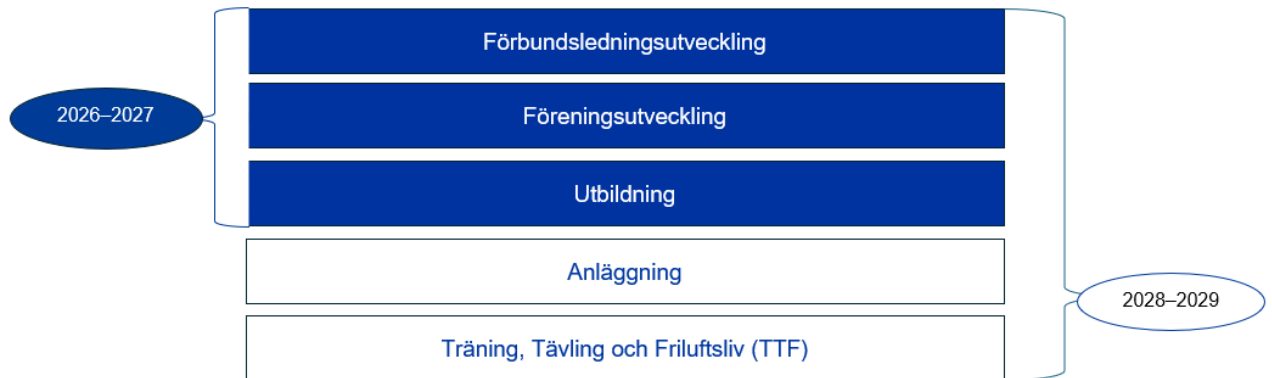 Förbundsledningsutveckling
2026–2027
Föreningsutveckling
Utbildning
Anläggning
2028–2029
Träning, Tävling och Friluftsliv (TTF)